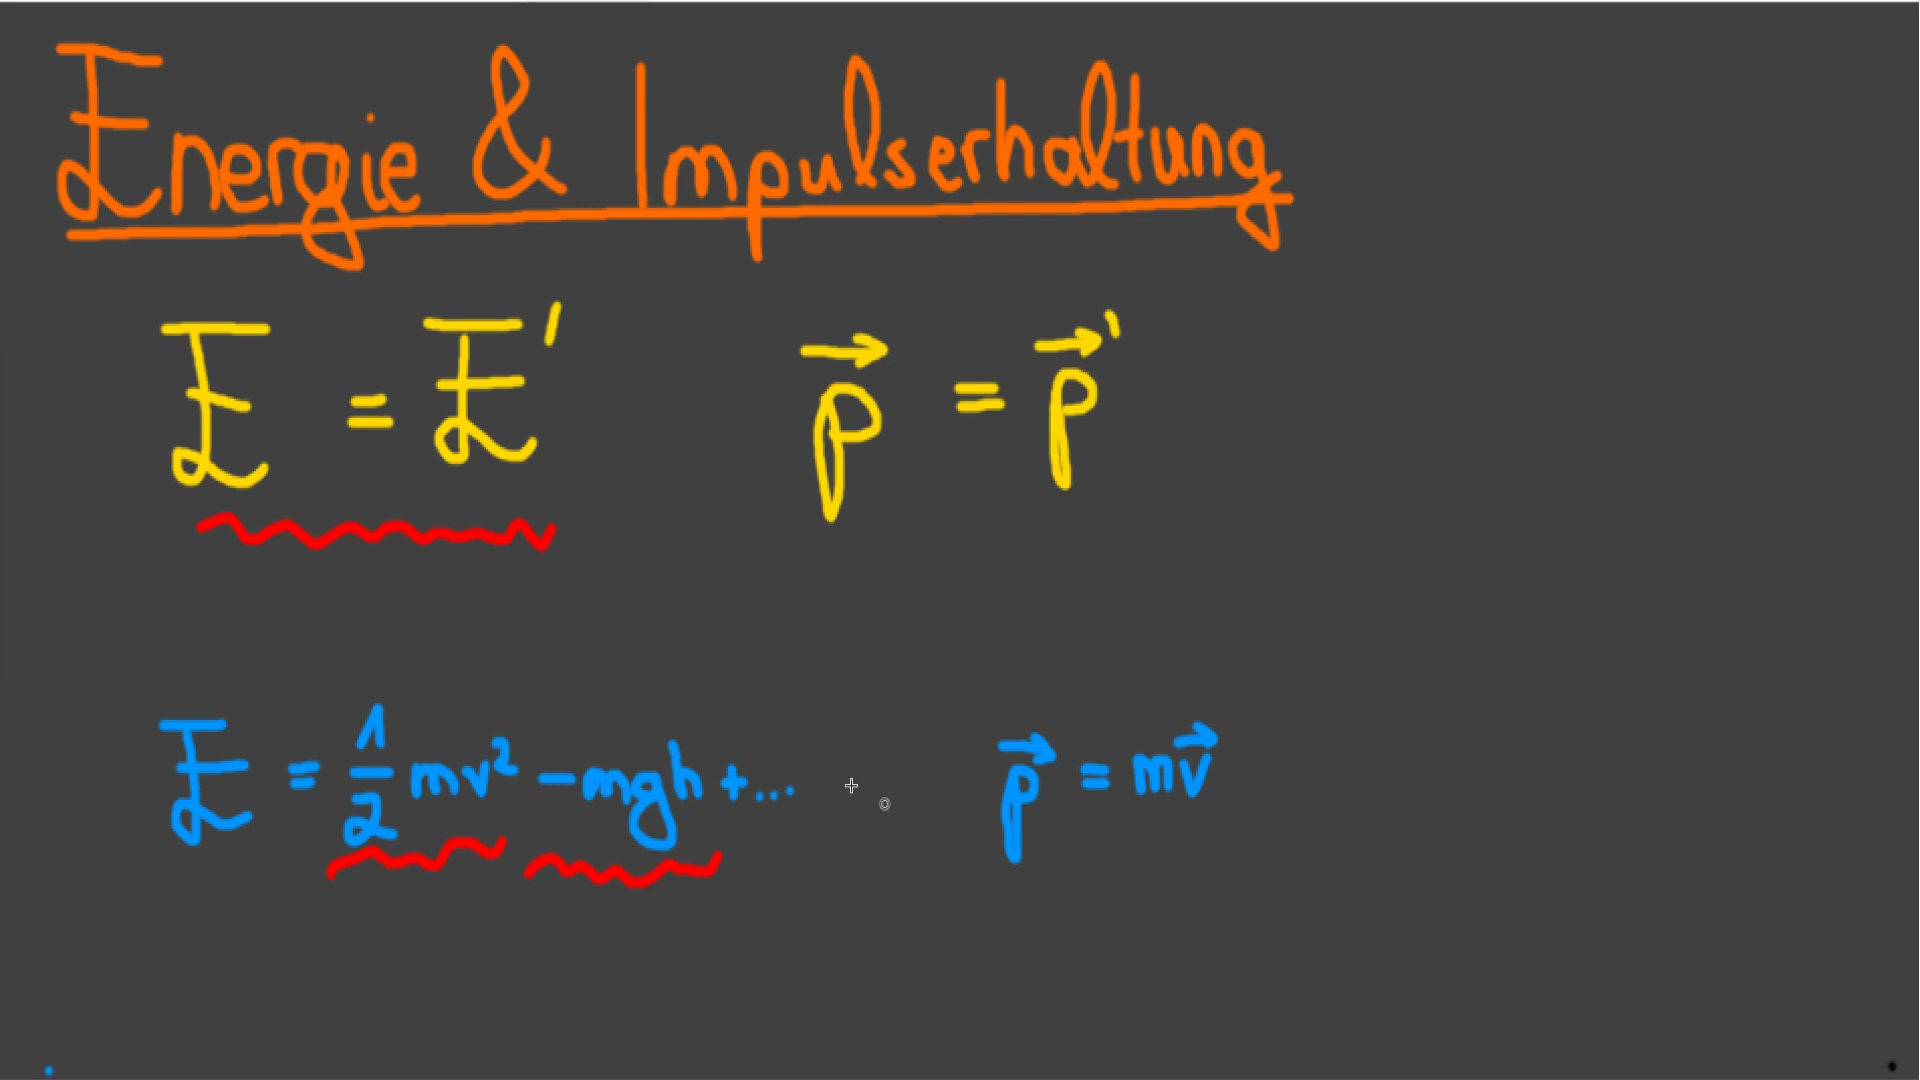 Energie & Impulserhaltung
E = E' p⃗ = p⃗'
E = 1/2 mv² - mgh + ... p⃗ = mv⃗